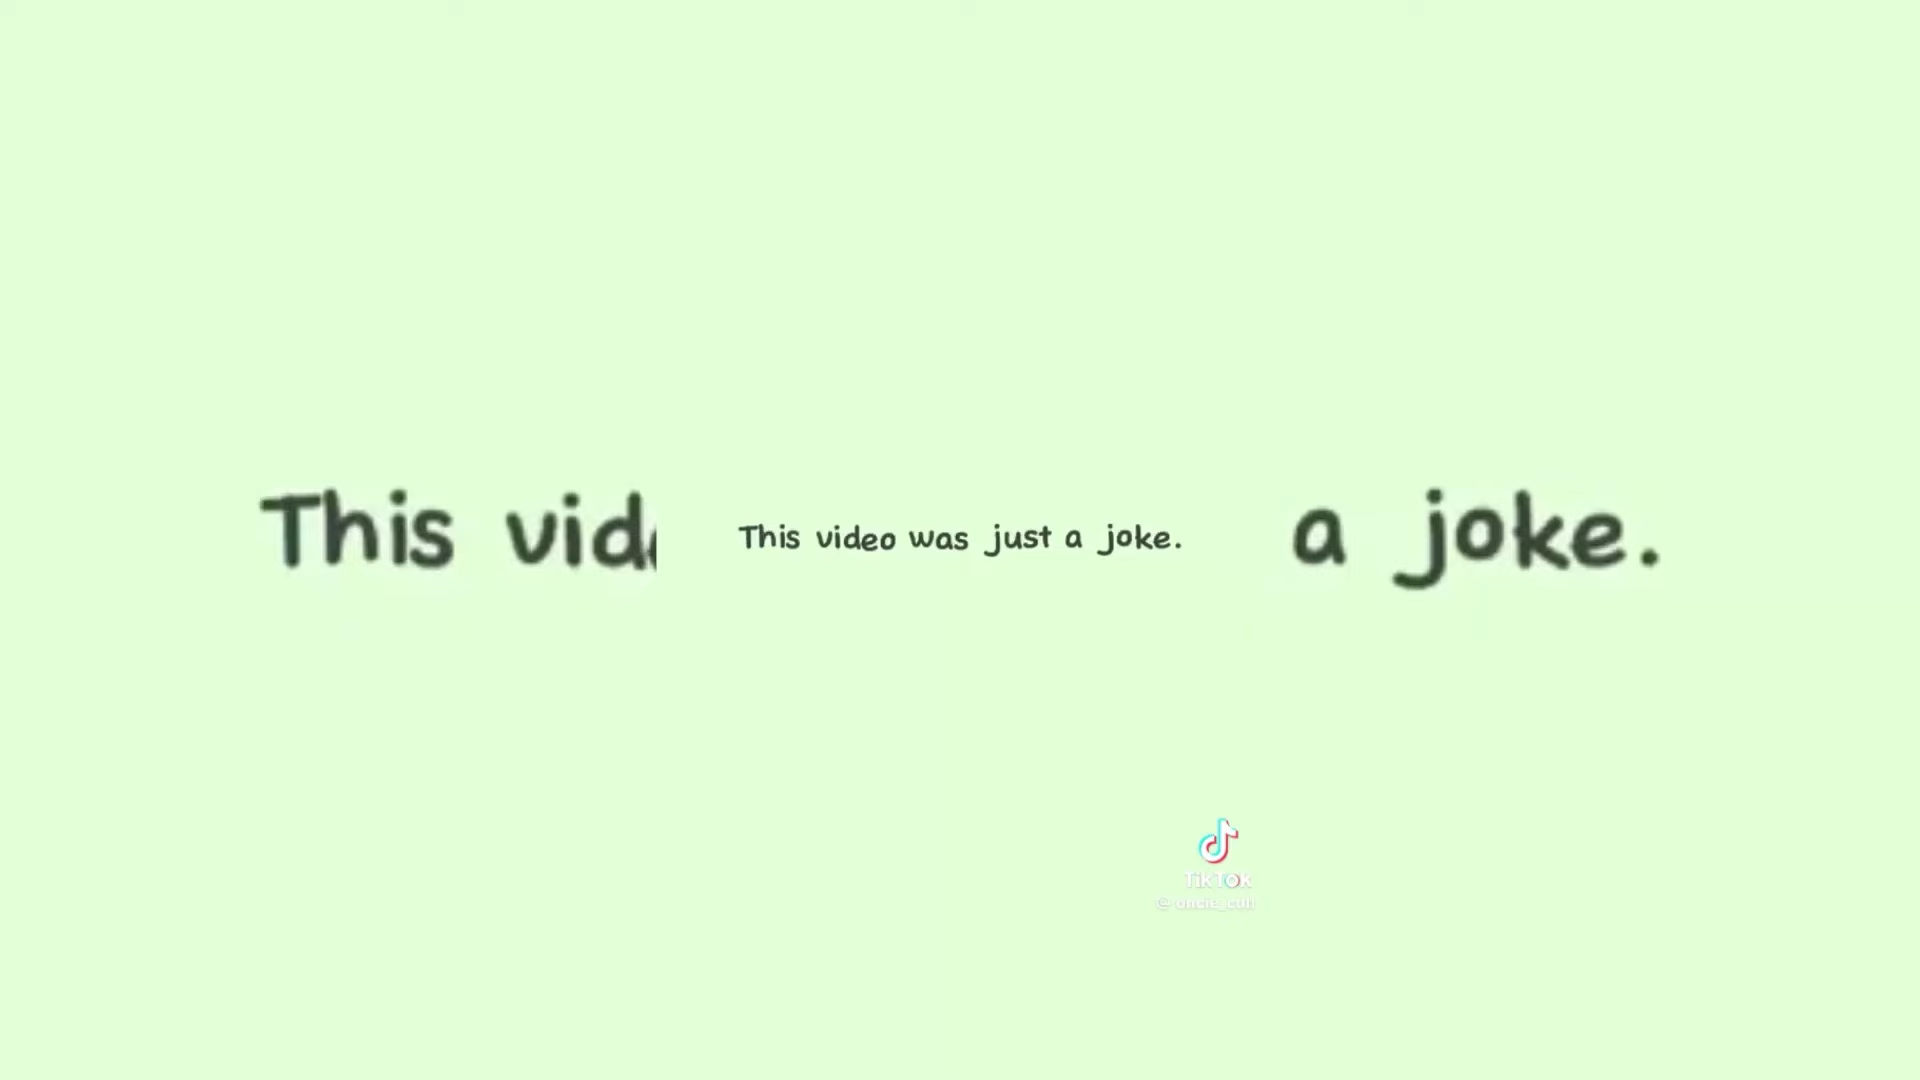 This vid
This video was just a joke.
a joke.
TikTok